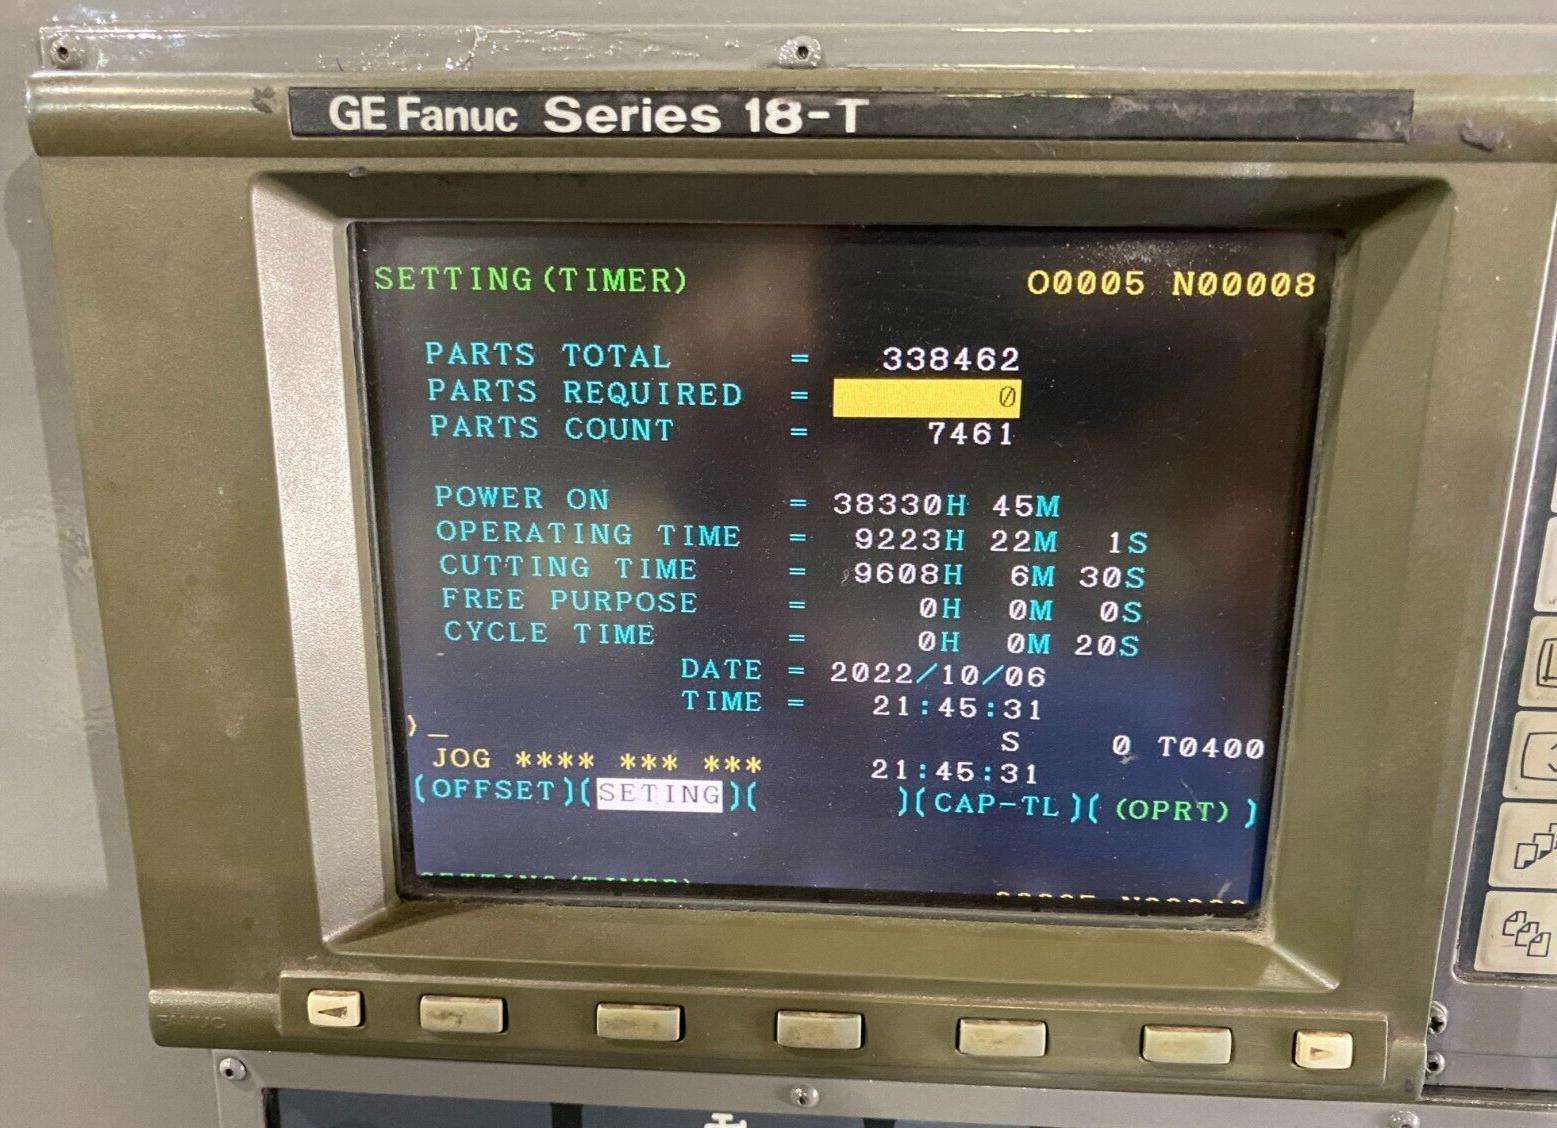 GE Fanuc Series 18-T
SETTING(TIMER) O0005 N00008
PARTS TOTAL = 338462
PARTS REQUIRED = 0
PARTS COUNT = 7461
POWER ON = 38330H 45M
OPERATING TIME = 9223H 22M 1S
CUTTING TIME = 9608H 6M 30S
FREE PURPOSE = 0H 0M 0S
CYCLE TIME = 0H 0M 20S
DATE = 2022/10/06
TIME = 21:45:31
>_ S 0 T0400
JOG **** *** *** 21:45:31
(OFFSET)(SETING)( )(CAP-TL)((OPRT))